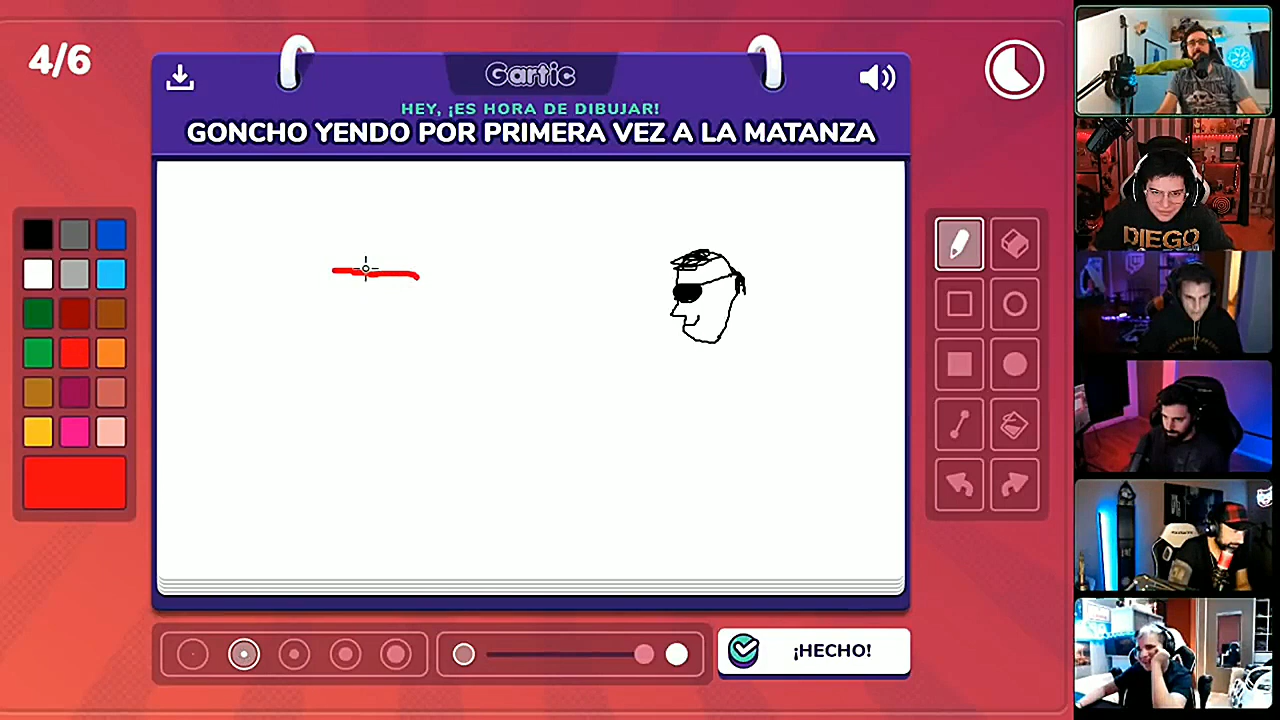 4/6
Gartic
HEY, ¡ES HORA DE DIBUJAR!
GONCHO YENDO POR PRIMERA VEZ A LA MATANZA
DIEGO
¡HECHO!